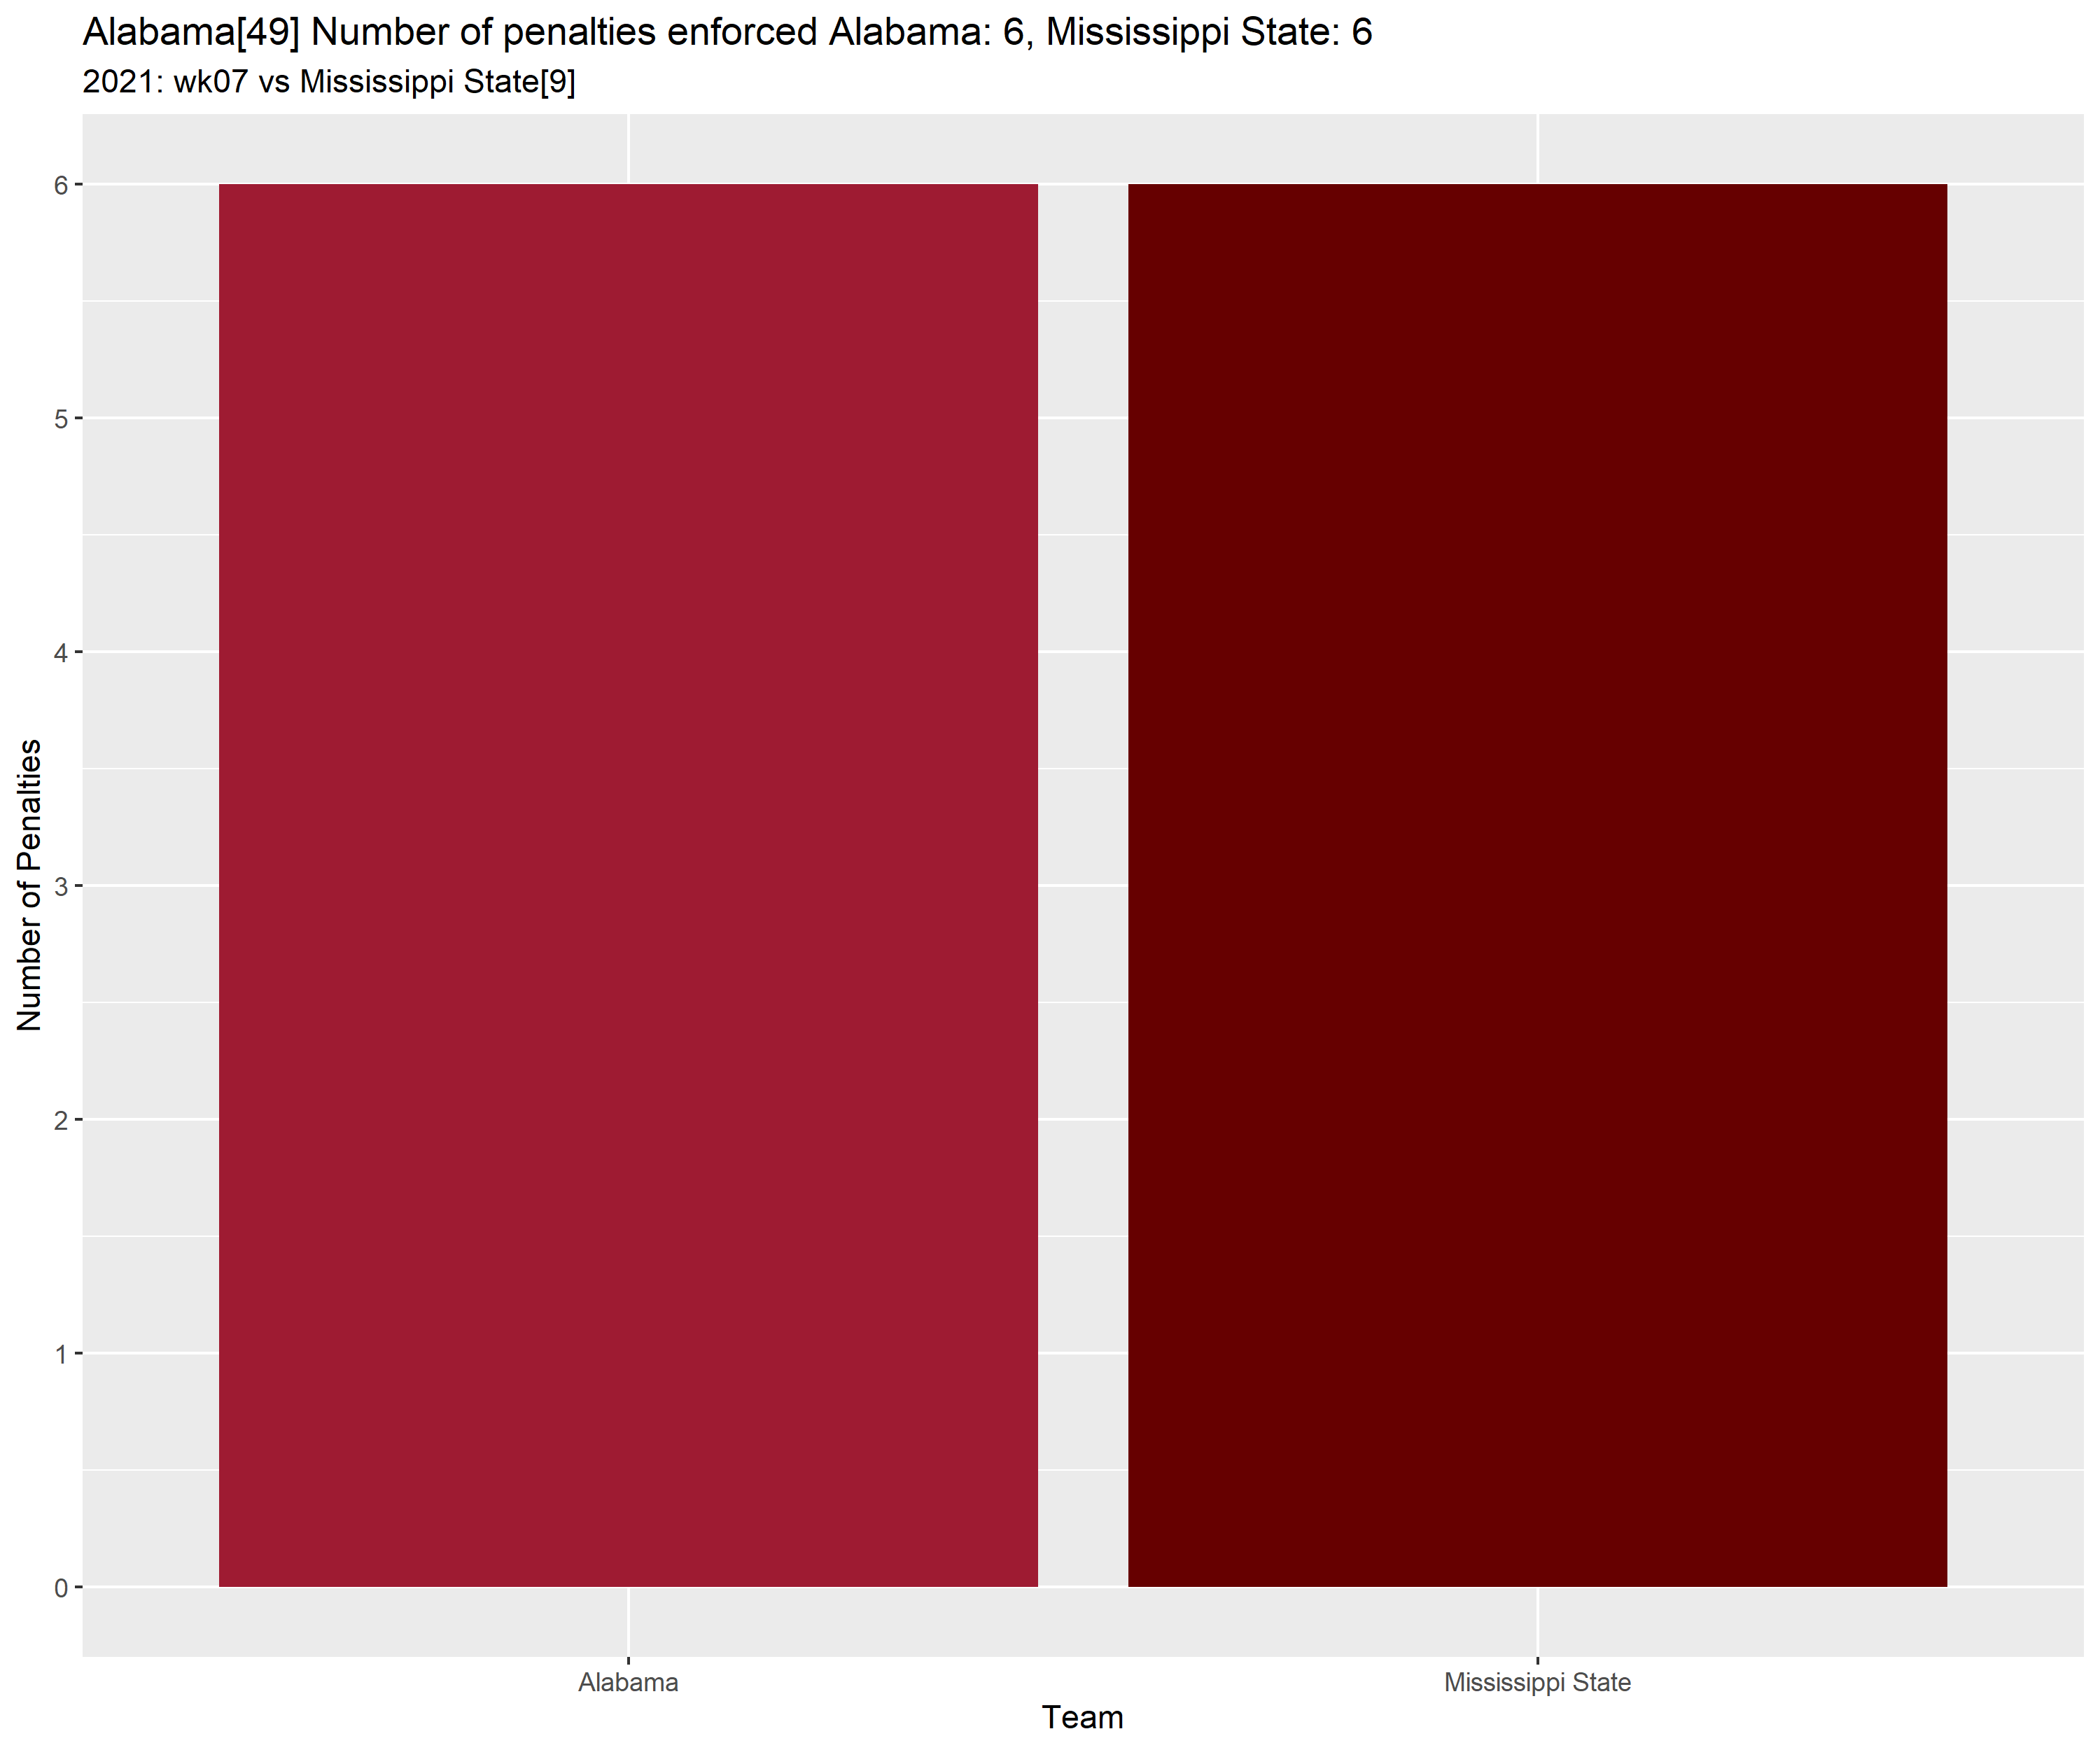 Alabama[49] Number of penalties enforced Alabama: 6, Mississippi State: 6
2021: wk07 vs Mississippi State[9]
Number of Penalties
6
5
4
3
2
1
0
Alabama
Mississippi State
Team